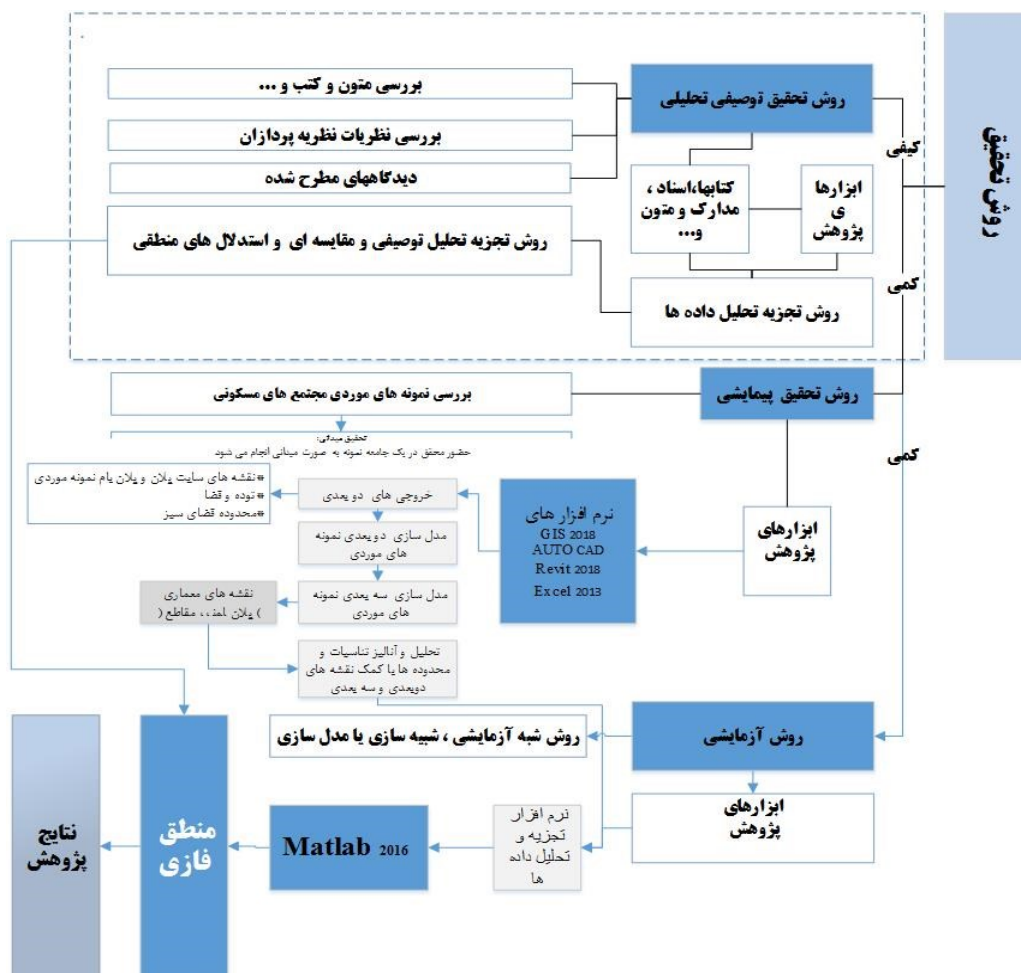 روش تحقیق
کیفی
کمی
کمی
روش تحقیق توصیفی تحلیلی
بررسی متون و کتب و ...
بررسی نظریات نظریه پردازان
دیدگاههای مطرح شده
ابزارها
ی
پژوهش
کتابها،اسناد ،
مدارک و متون
و...
روش تجزیه تحلیل داده ها
روش تجزیه تحلیل توصیفی و مقایسه ای و استدلال های منطقی
روش تحقیق پیمایشی
بررسی نمونه های موردی مجتمع های مسکونی
تحقیق میدانی:
حضور محقق در یک جامعه نمونه به صورت میدانی انجام می شود.
ابزارهای
پژوهش
نرم افزار های
GIS 2018
AUTO CAD
Revit 2018
Excel 2013
خروجی های دو بعدی
#نقشه های سایت پلان و پلان بام نمونه موردی
#توده و فضا
#محدوده فضای سبز
مدل سازی دو بعدی نمونه
های موردی
مدل سازی سه بعدی نمونه
های موردی
نقشه های معماری
) پلان ،نما، مقاطع(
تحلیل و آنالیز تناسبات و
محدوده ها با کمک نقشه های
دوبعدی و سه بعدی
روش آزمایشی
روش شبه آزمایشی ، شبیه سازی یا مدل سازی
ابزارهای
پژوهش
نرم افزار
تجزیه و
تحلیل داده
ها
Matlab 2016
منطق
فازی
نتایج
پژوهش